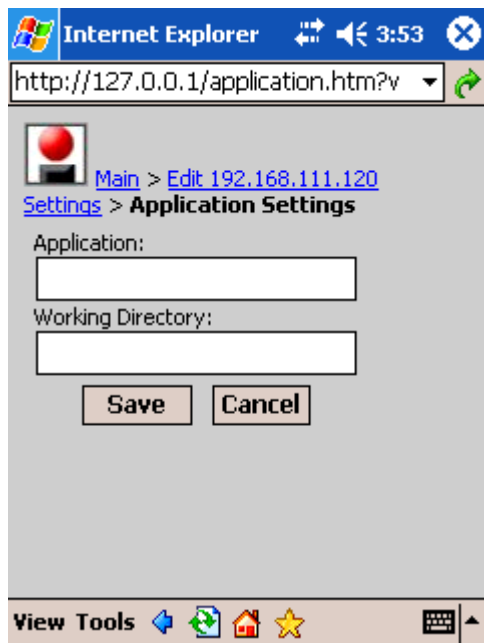 Internet Explorer 3:53
http://127.0.0.1/application.htm?v
Main > Edit 192.168.111.120
Settings > Application Settings
Application:
Working Directory:
Save Cancel
View Tools